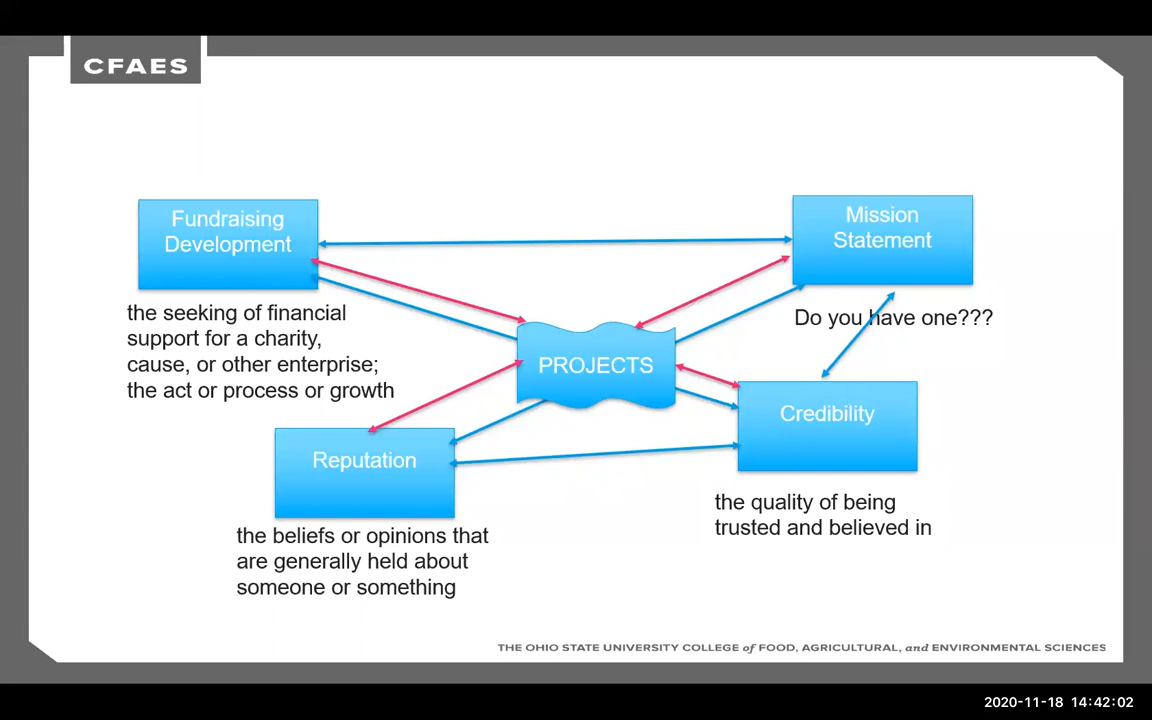 CFAES
Fundraising
Development
Mission
Statement
the seeking of financial
support for a charity,
cause, or other enterprise;
the act or process or growth
Do you have one???
PROJECTS
Credibility
Reputation
the quality of being
trusted and believed in
the beliefs or opinions that
are generally held about
someone or something
THE OHIO STATE UNIVERSITY COLLEGE of FOOD, AGRICULTURAL, and ENVIRONMENTAL SCIENCES
2020-11-18 14:42:02